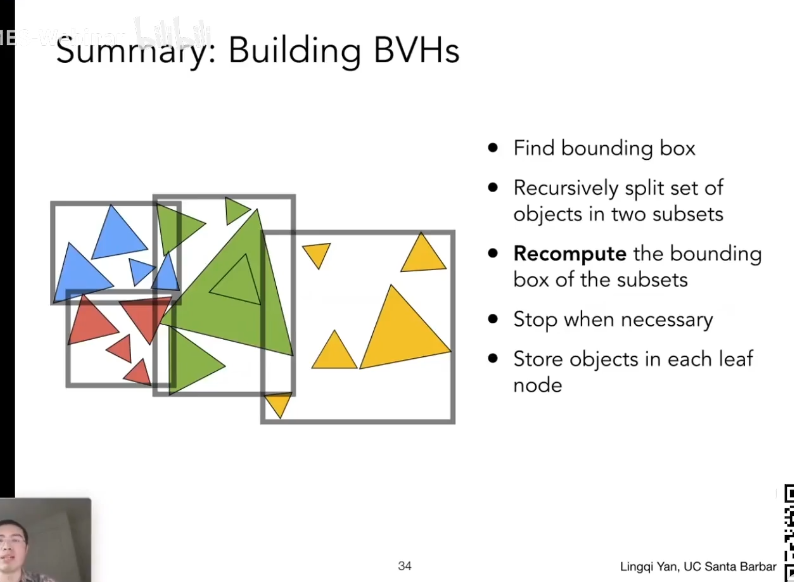 Summary: Building BVHs
bilibili
Find bounding box
Recursively split set of
objects in two subsets
Recompute the bounding
box of the subsets
Stop when necessary
Store objects in each leaf
node
34
Lingqi Yan, UC Santa Barbar